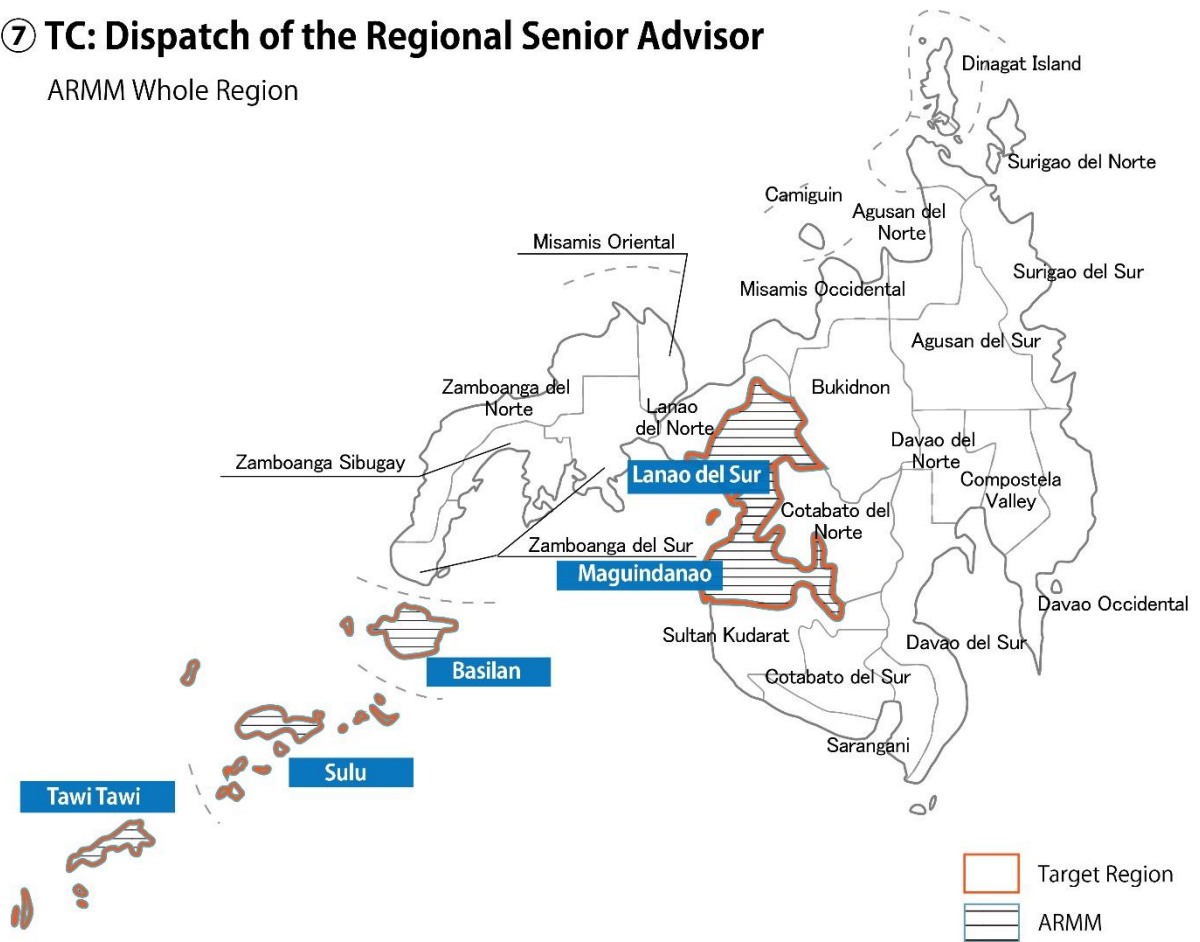 ⑦ TC: Dispatch of the Regional Senior Advisor
ARMM Whole Region
Dinagat Island
Surigao del Norte
Camiguin
Agusan del
Norte
Misamis Oriental
Surigao del Sur
Misamis Occidental
Agusan del Sur
Zamboanga del
Norte
Bukidnon
Lanao
del Norte
Davao del
Norte
Zamboanga Sibugay
Lanao del Sur
Compostela
Valley
Cotabato del
Norte
Zamboanga del Sur
Maguindanao
Davao Occidental
Sultan Kudarat
Davao del Sur
Basilan
Cotabato del Sur
Sarangani
Sulu
Tawi Tawi
Target Region
ARMM